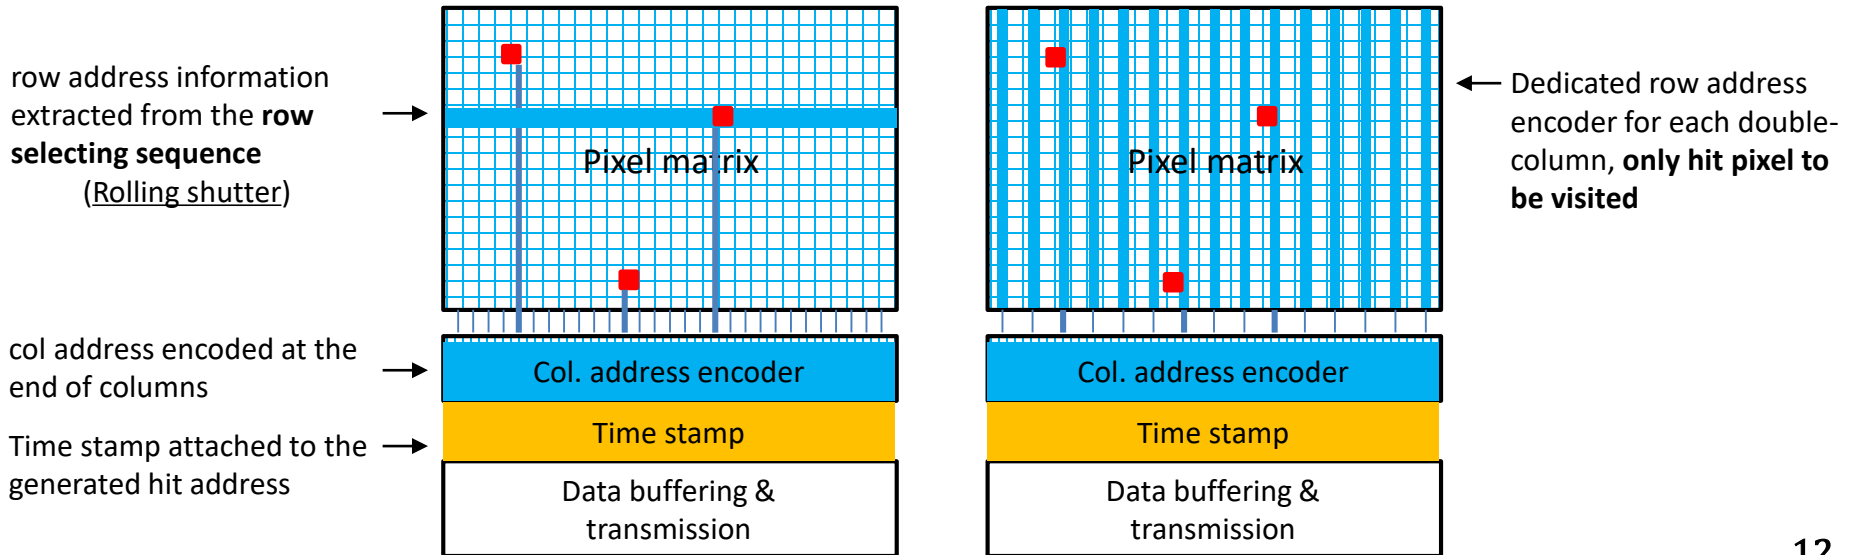 row address information
extracted from the row
selecting sequence
(Rolling shutter)
col address encoded at the
end of columns
Time stamp attached to the
generated hit address
Pixel matrix
Col. address encoder
Time stamp
Data buffering &
transmission
Pixel matrix
Col. address encoder
Time stamp
Data buffering &
transmission
Dedicated row address
encoder for each double-
column, only hit pixel to
be visited
12